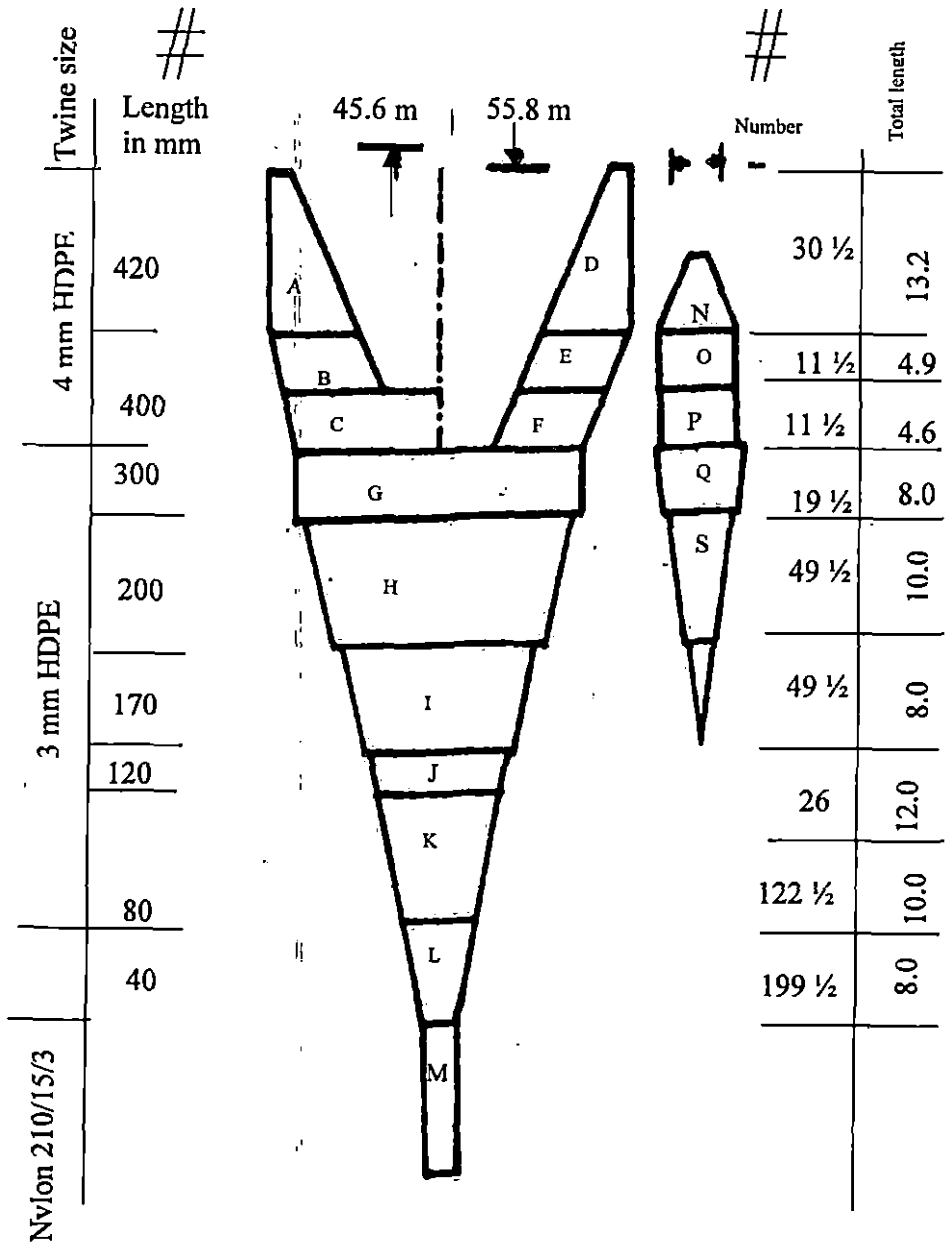 Twine size
Length
in mm
45.6 m
55.8 m
Number
Total length
4 mm HDPE
420
400
3 mm HDPE
300
200
170
120
80
40
Nylon 210/15/3
A
B
C
D
E
F
G
H
I
J
K
L
M
N
O
P
Q
S
30 ½
13.2
11 ½
4.9
11 ½
4.6
19 ½
8.0
49 ½
10.0
49 ½
8.0
26
12.0
122 ½
10.0
199 ½
8.0